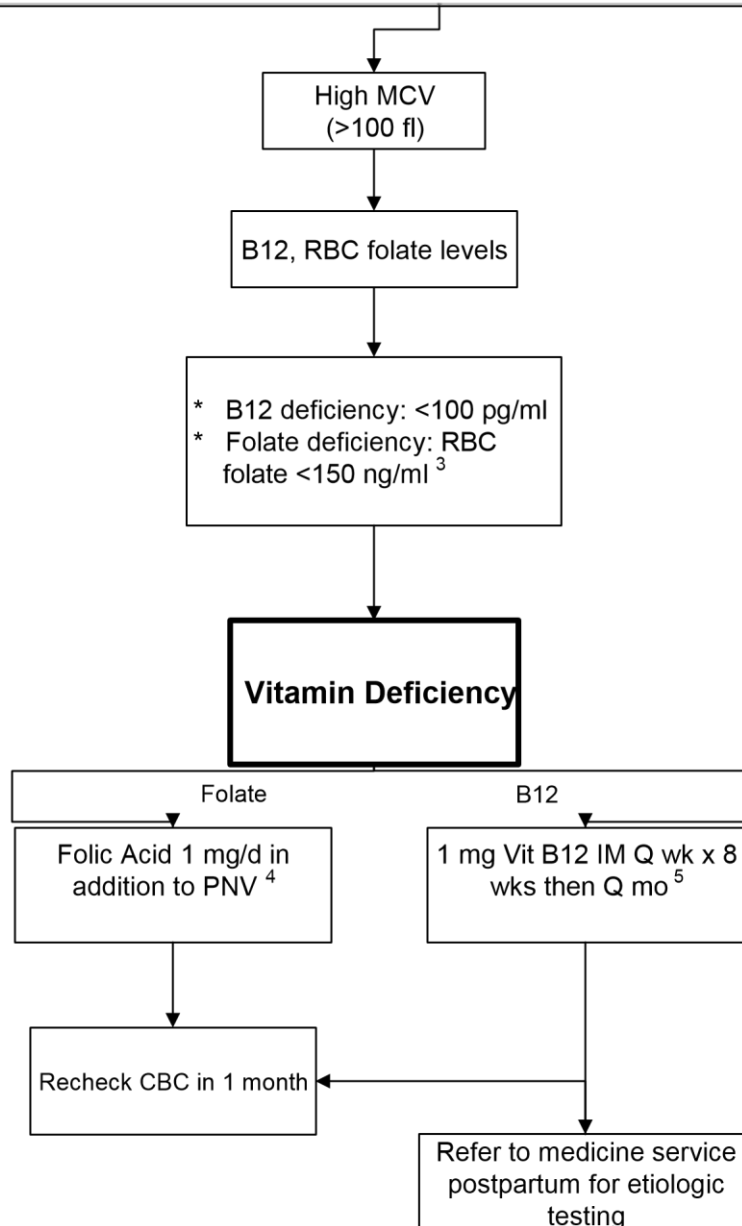 High MCV
(>100 fl)
B12, RBC folate levels
* B12 deficiency: <100 pg/ml
* Folate deficiency: RBC
folate <150 ng/ml 3
Vitamin Deficiency
Folate
B12
Folic Acid 1 mg/d in
addition to PNV 4
1 mg Vit B12 IM Q wk x 8
wks then Q mo 5
Recheck CBC in 1 month
Refer to medicine service
postpartum for etiologic
testing